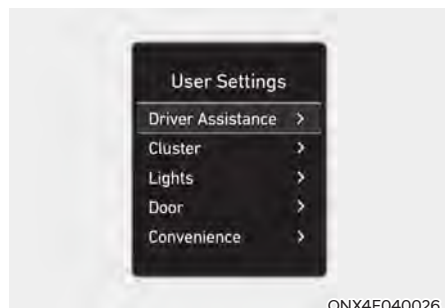 User Settings
Driver Assistance >
Cluster >
Lights >
Door >
Convenience >
ONX4E040026